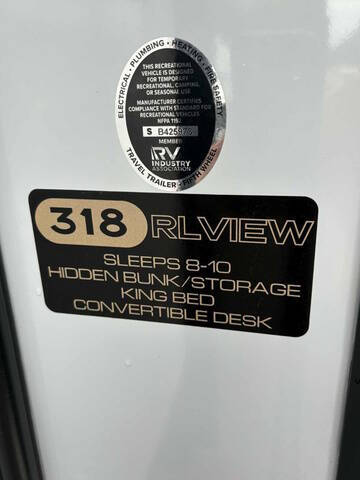 ELECTRICAL • PLUMBING • HEATING • FIRE SAFETY
THIS RECREATIONAL
VEHICLE IS DESIGNED
FOR TEMPORARY
RECREATIONAL, CAMPING,
OR SEASONAL USE
MANUFACTURER CERTIFIES
COMPLIANCE WITH STANDARD FOR
RECREATIONAL VEHICLES
NFPA 1192
S
MEMBER
RV
INDUSTRY
ASSOCIATION
TRAVEL TRAILER • FIFTH WHEEL
318 RLVIEW
SLEEPS 8-10
HIDDEN BUNK/STORAGE
KING BED
CONVERTIBLE DESK